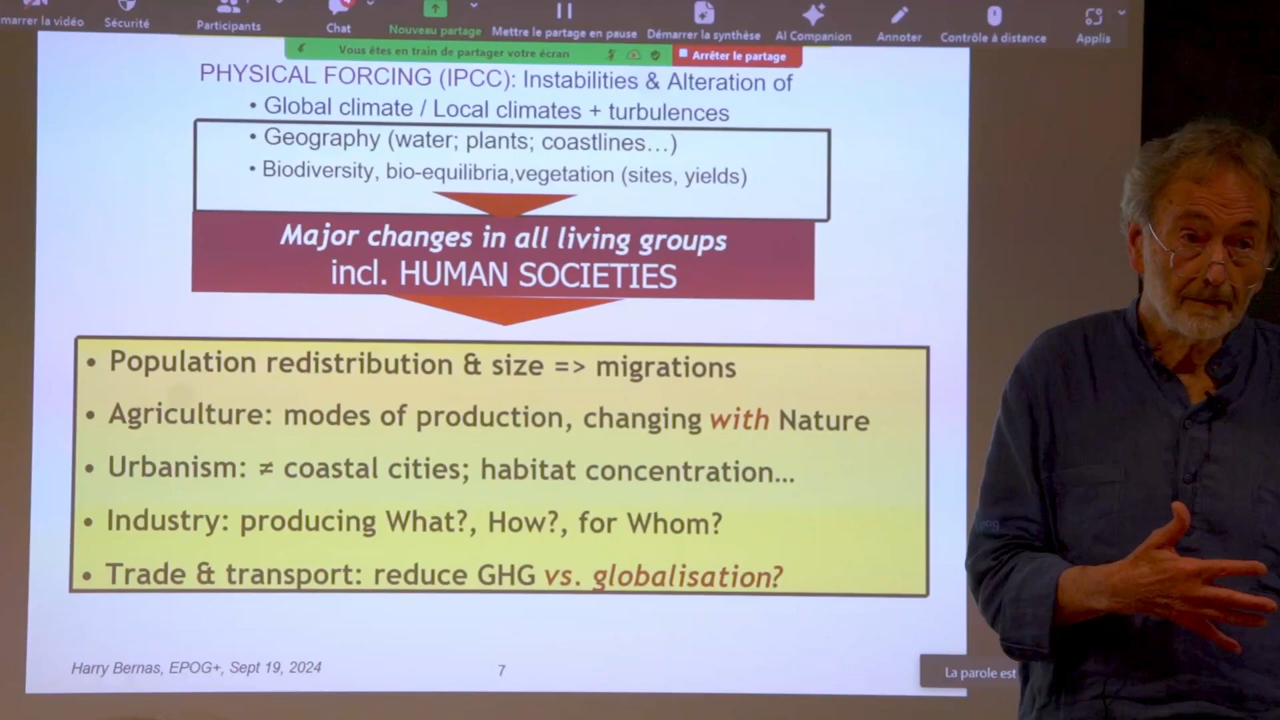 marrer la vidéo
Sécurité
Participants
Chat
Nouveau partage
Mettre le partage en pause
Démarrer la synthèse
AI Companion
Annoter
Contrôle à distance
Applis
Vous êtes en train de partager votre écran
Arrêter le partage
PHYSICAL FORCING (IPCC): Instabilities & Alteration of
• Global climate / Local climates + turbulences
• Geography (water; plants; coastlines…)
• Biodiversity, bio-equilibria,vegetation (sites, yields)
Major changes in all living groups
incl. HUMAN SOCIETIES
• Population redistribution & size => migrations
• Agriculture: modes of production, changing with Nature
• Urbanism: ≠ coastal cities; habitat concentration…
• Industry: producing What?, How?, for Whom?
• Trade & transport: reduce GHG vs. globalisation?
Harry Bernas, EPOG+, Sept 19, 2024
7
La parole est